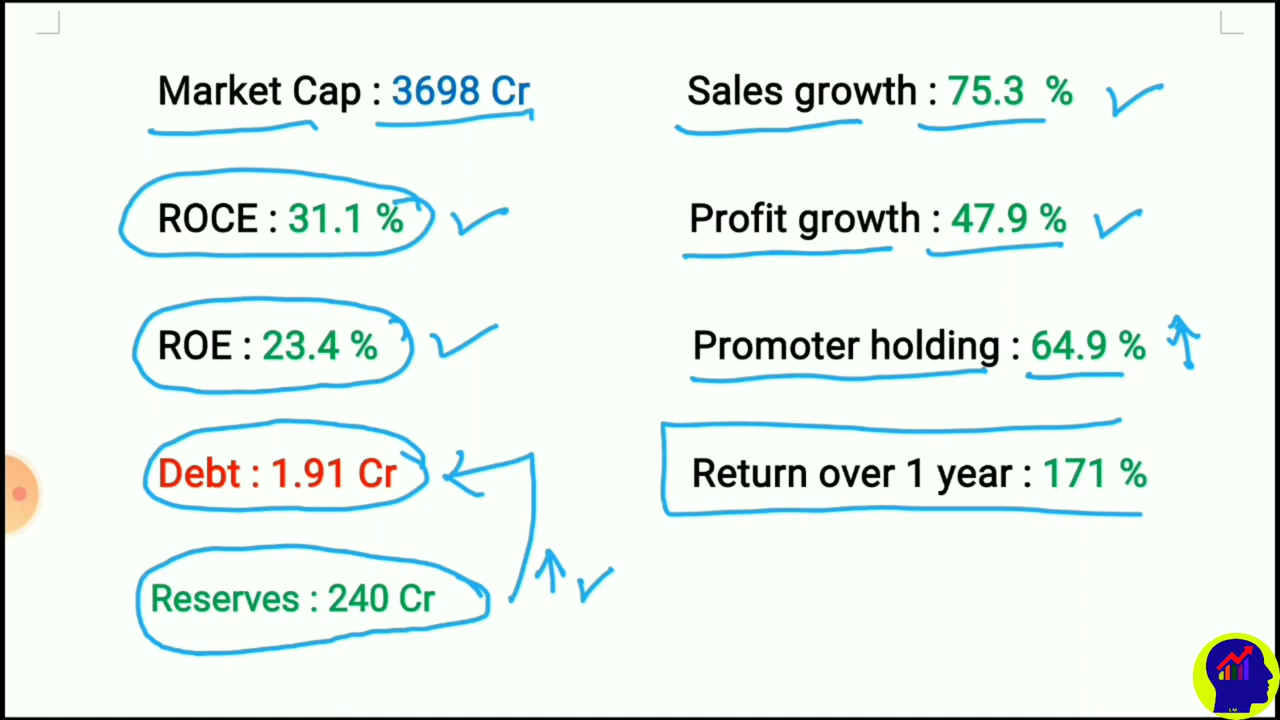 Market Cap : 3698 Cr
ROCE : 31.1 %
ROE : 23.4 %
Debt : 1.91 Cr
Reserves : 240 Cr
Sales growth : 75.3 %
Profit growth : 47.9 %
Promoter holding : 64.9 %
Return over 1 year : 171 %
LM